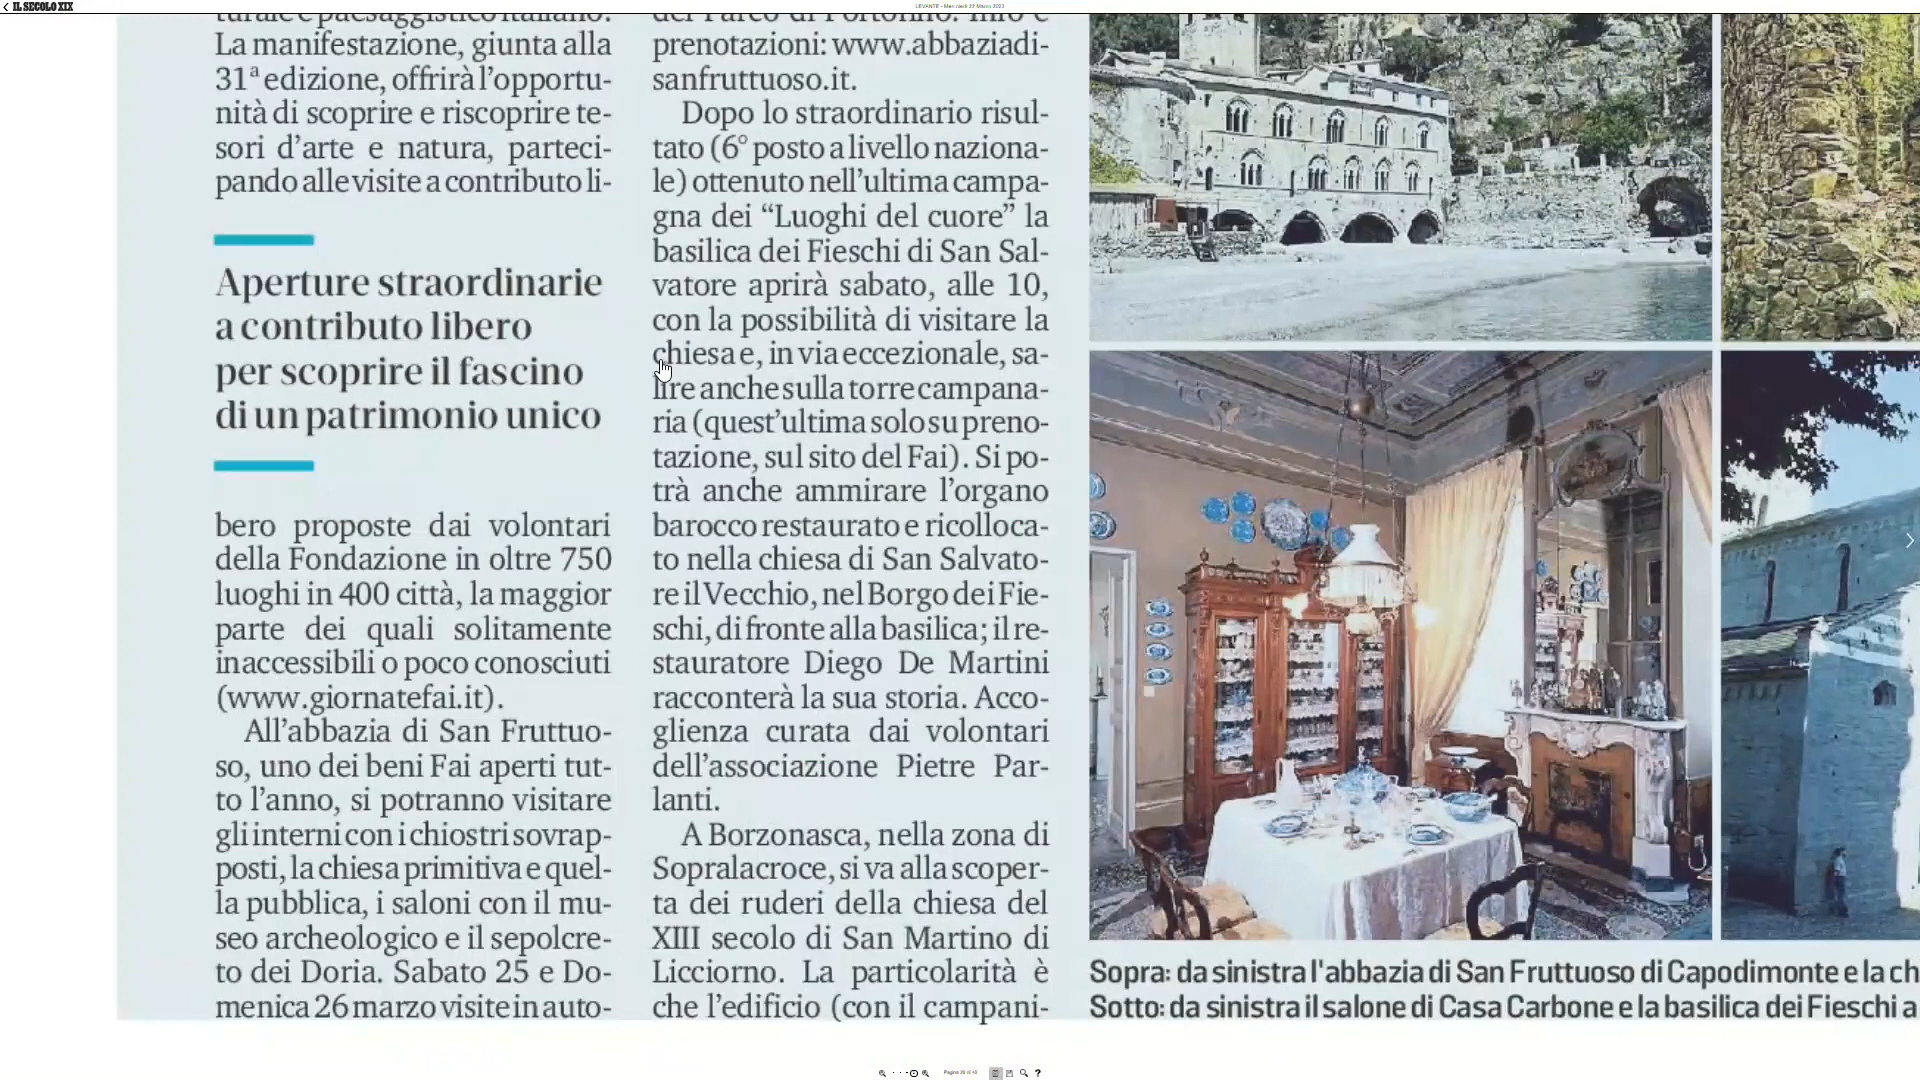 IL SECOLO XIX
LEVANTE - Mercoledì 22 Marzo 2023
turale e paesaggistico italiano.
La manifestazione, giunta alla
31ª edizione, offrirà l'opportu-
nità di scoprire e riscoprire te-
sori d'arte e natura, parteci-
pando alle visite a contributo li-
Aperture straordinarie
a contributo libero
per scoprire il fascino
di un patrimonio unico
bero proposte dai volontari
della Fondazione in oltre 750
luoghi in 400 città, la maggior
parte dei quali solitamente
inaccessibili o poco conosciuti
(www.giornatefai.it).
All'abbazia di San Fruttuo-
so, uno dei beni Fai aperti tut-
to l'anno, si potranno visitare
gli interni con i chiostri sovrap-
posti, la chiesa primitiva e quel-
la pubblica, i saloni con il mu-
seo archeologico e il sepolcre-
to dei Doria. Sabato 25 e Do-
menica 26 marzo visite in auto-
del Parco di Portofino. Info e
prenotazioni: www.abbaziadi-
sanfruttuoso.it.
Dopo lo straordinario risul-
tato (6° posto a livello naziona-
le) ottenuto nell'ultima campa-
gna dei “Luoghi del cuore” la
basilica dei Fieschi di San Sal-
vatore aprirà sabato, alle 10,
con la possibilità di visitare la
chiesa e, in via eccezionale, sa-
lire anche sulla torre campana-
ria (quest'ultima solo su preno-
tazione, sul sito del Fai). Si po-
trà anche ammirare l'organo
barocco restaurato e ricolloca-
to nella chiesa di San Salvato-
re il Vecchio, nel Borgo dei Fie-
schi, di fronte alla basilica; il re-
stauratore Diego De Martini
racconterà la sua storia. Acco-
glienza curata dai volontari
dell'associazione Pietre Par-
lanti.
A Borzonasca, nella zona di
Sopralacroce, si va alla scoper-
ta dei ruderi della chiesa del
XIII secolo di San Martino di
Licciorno. La particolarità è
che l'edificio (con il campani-
Sopra: da sinistra l'abbazia di San Fruttuoso di Capodimonte e la ch
Sotto: da sinistra il salone di Casa Carbone e la basilica dei Fieschi a